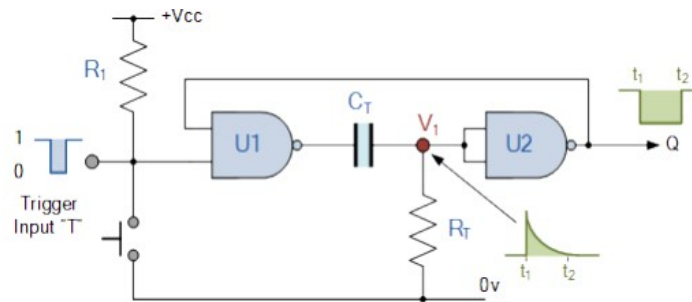 +Vcc
R1
t1 t2
CT
1
U1
V1
U2
0
Q
Trigger
Input "T"
RT
0v
t1 t2